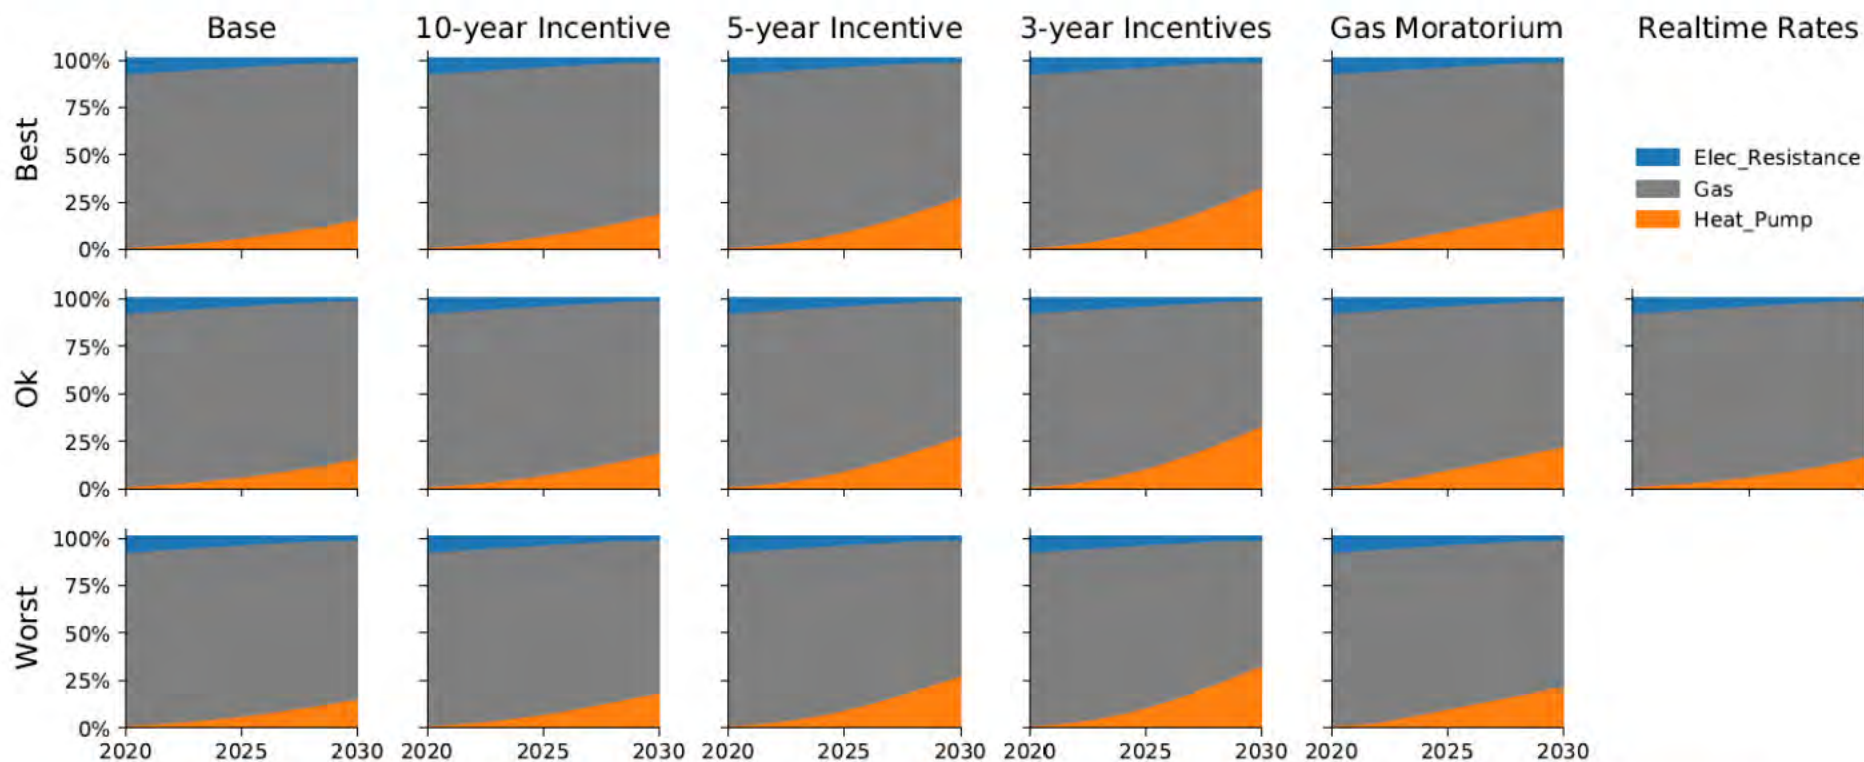 Base 10-year Incentive 5-year Incentive 3-year Incentives Gas Moratorium Realtime Rates
Best
100%
75%
50%
25%
0%
Elec_Resistance
Gas
Heat_Pump
Ok
100%
75%
50%
25%
0%
Worst
100%
75%
50%
25%
0%
2020 2025 2030 2020 2025 2030 2020 2025 2030 2020 2025 2030 2020 2025 2030